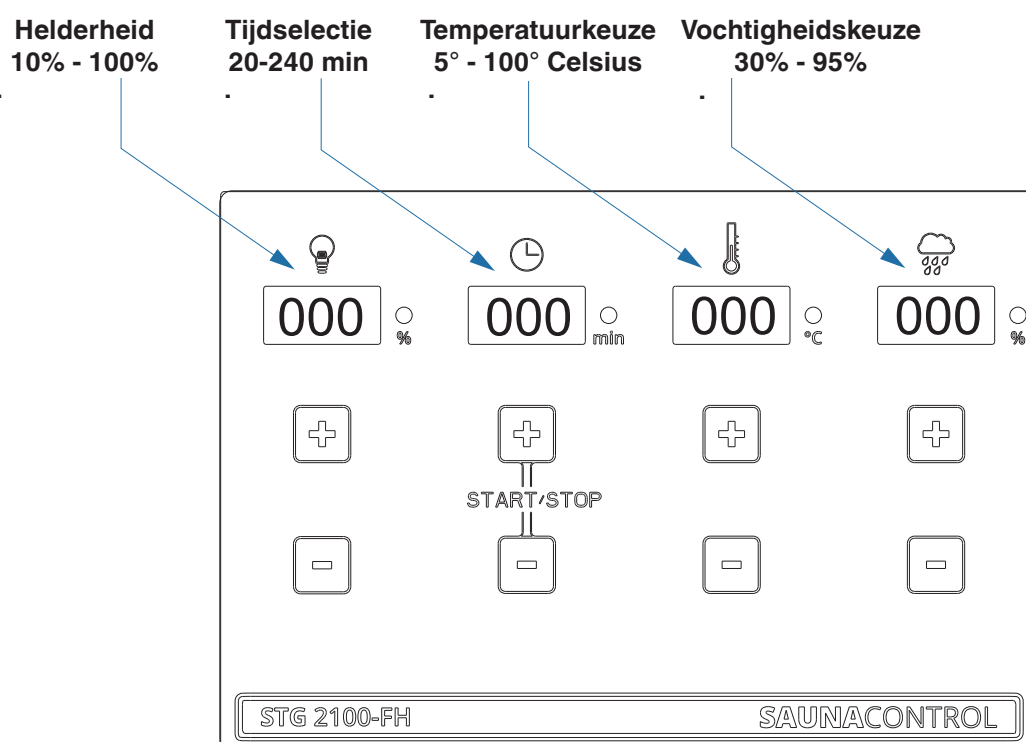 Helderheid Tijdselectie Temperatuurkeuze Vochtigheidskeuze
10% - 100% 20-240 min 5° - 100° Celsius 30% - 95%
000 % 000 min 000 °C 000 %
+ + + +
START/STOP
- - - -
STG 2100-FH SAUNACONTROL